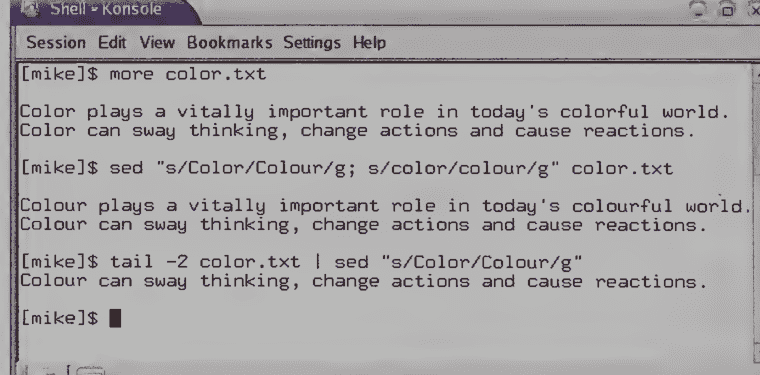 Shell - Konsole
Session Edit View Bookmarks Settings Help
[mike]$ more color.txt
Color plays a vitally important role in today's colorful world.
Color can sway thinking, change actions and cause reactions.
[mike]$ sed "s/Color/Colour/g; s/color/colour/g" color.txt
Colour plays a vitally important role in today's colourful world.
Colour can sway thinking, change actions and cause reactions.
[mike]$ tail -2 color.txt | sed "s/Color/Colour/g"
Colour can sway thinking, change actions and cause reactions.
[mike]$